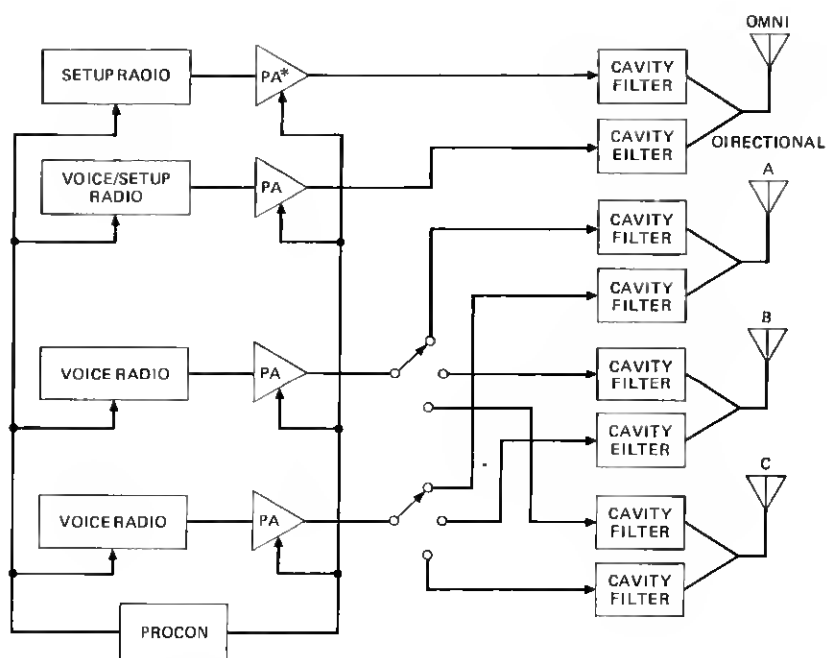 OMNI
SETUP RADIO
PA*
CAVITY
FILTER
CAVITY
EILTER
OIRECTIONAL
VOICE/SETUP
RADIO
PA
A
CAVITY
FILTER
CAVITY
FILTER
B
VOICE RADIO
PA
CAVITY
FILTER
CAVITY
EILTER
C
VOICE RADIO
PA
CAVITY
FILTER
CAVITY
FILTER
PROCON